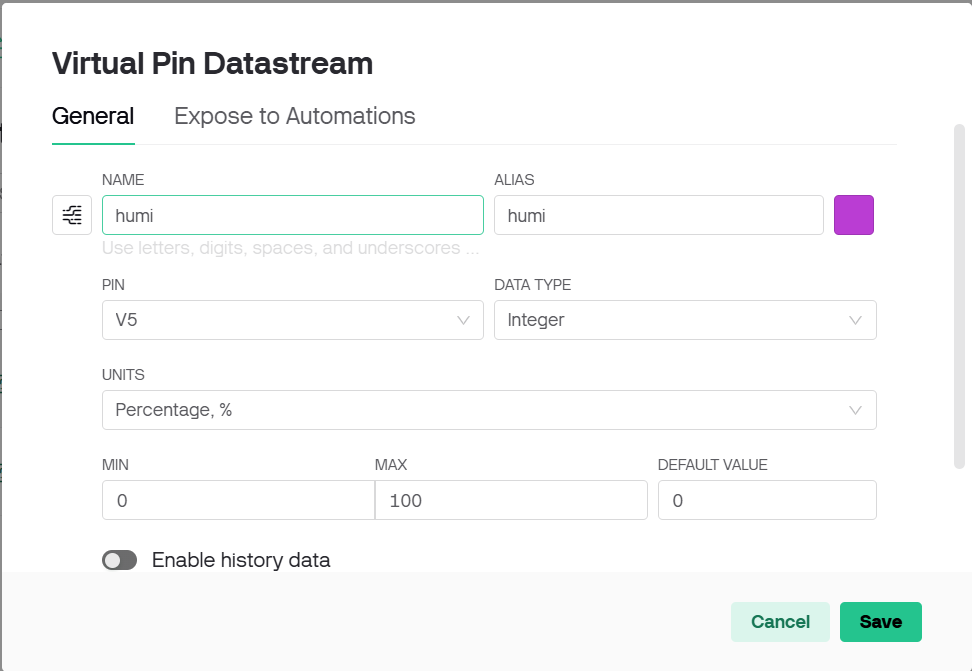 Virtual Pin Datastream
General Expose to Automations
NAME ALIAS
humi humi
Use letters, digits, spaces, and underscores ...
PIN DATA TYPE
V5 Integer
UNITS
Percentage, %
MIN MAX DEFAULT VALUE
0 100 0
Enable history data
Cancel Save